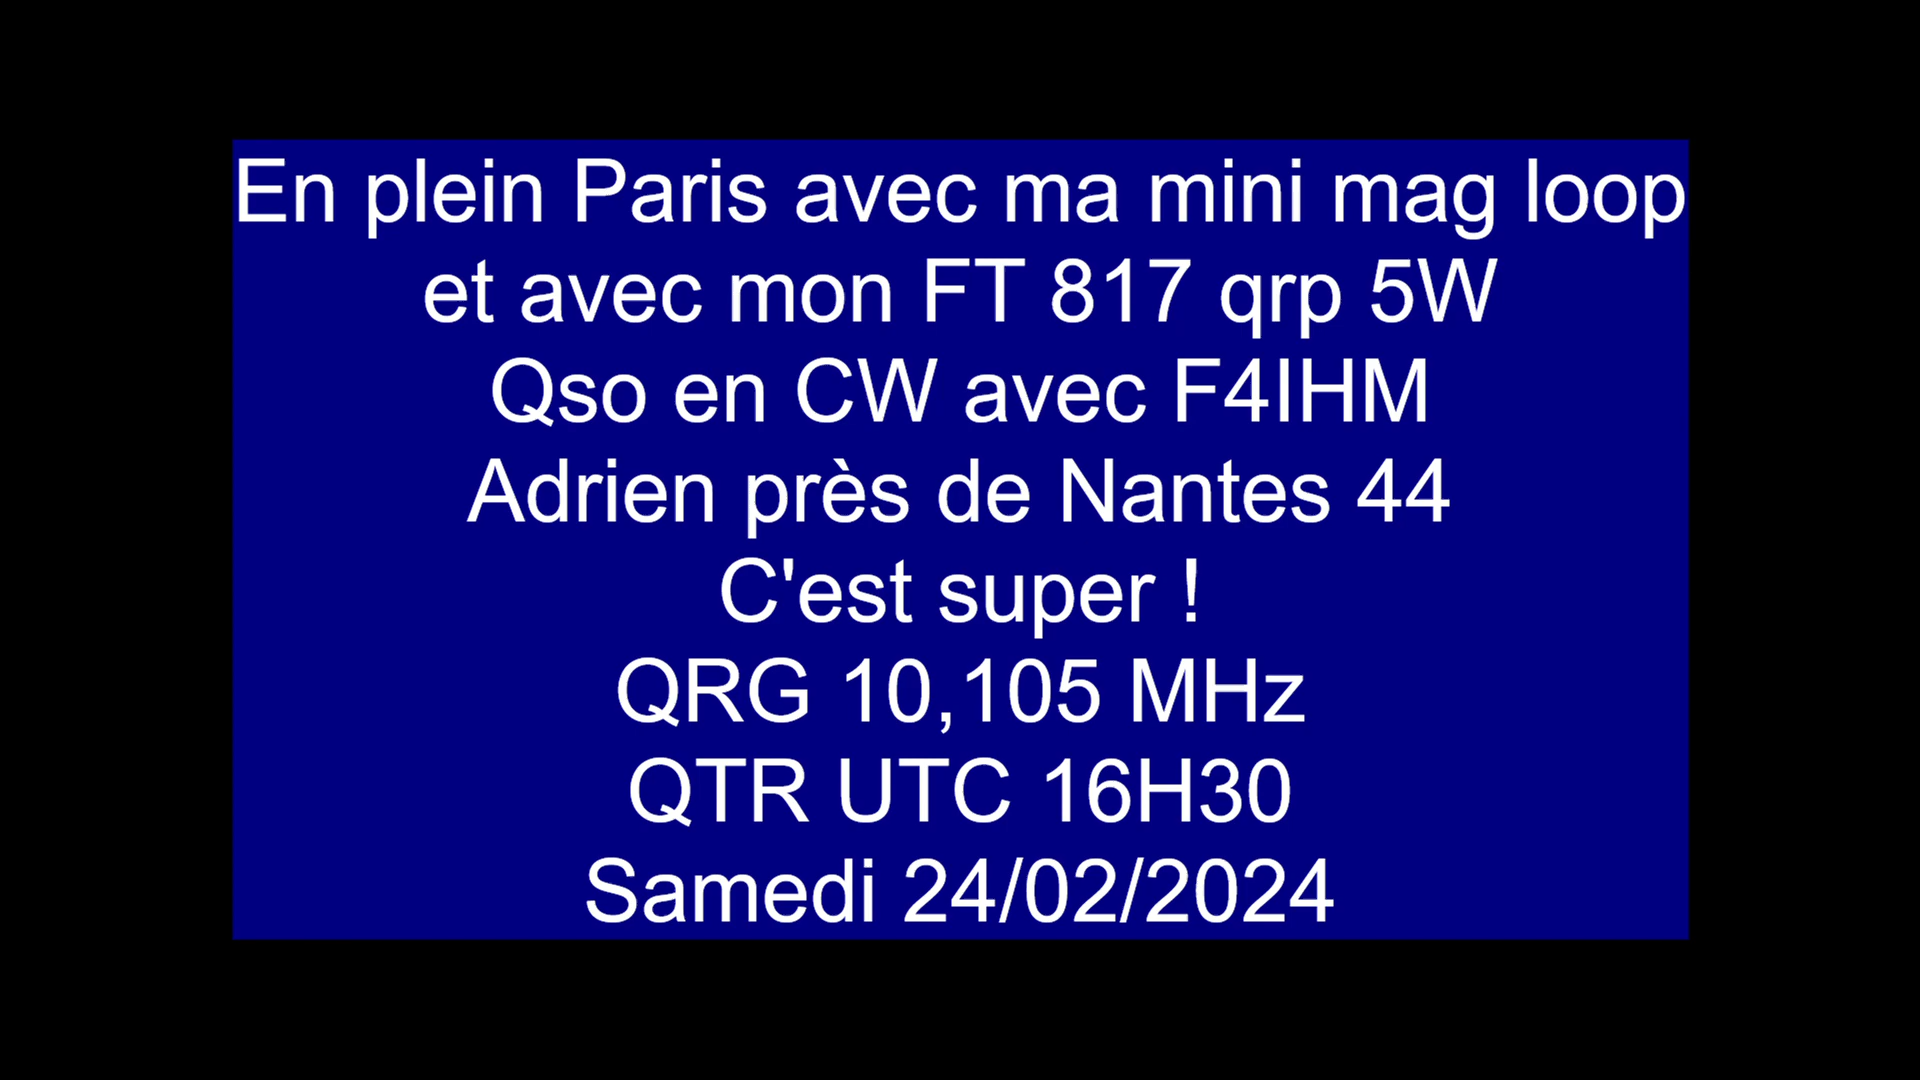 En plein Paris avec ma mini mag loop
et avec mon FT 817 qrp 5W
Qso en CW avec F4IHM
Adrien près de Nantes 44
C'est super !
QRG 10,105 MHz
QTR UTC 16H30
Samedi 24/02/2024